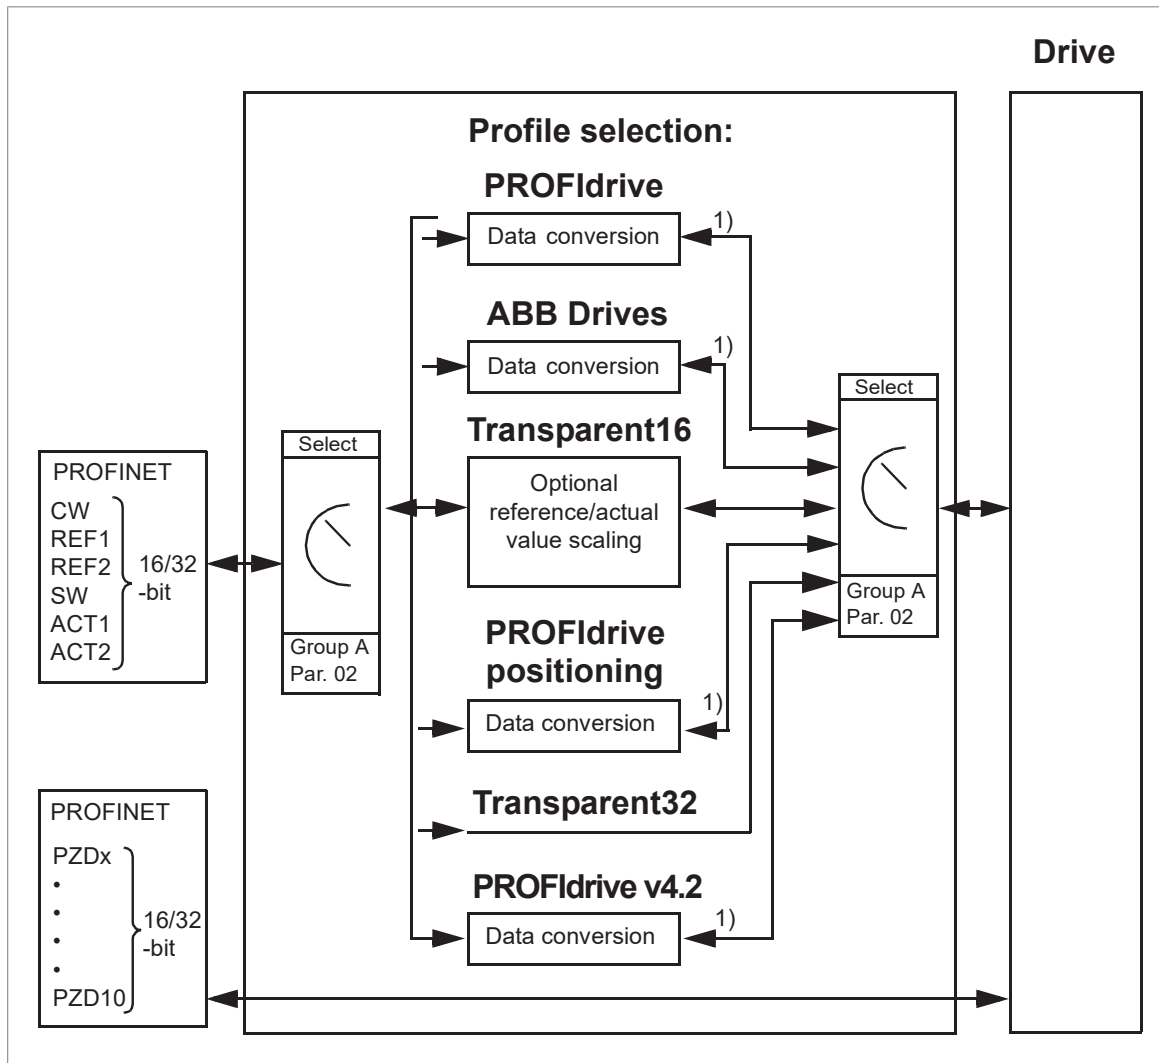 Drive
Profile selection:
PROFIdrive
Data conversion
1)
ABB Drives
Data conversion
1)
Transparent16
Optional
reference/actual
value scaling
PROFIdrive
positioning
Data conversion
1)
Transparent32
PROFIdrive v4.2
Data conversion
1)
Select
Group A
Par. 02
Select
Group A
Par. 02
PROFINET
CW
REF1
REF2
SW
ACT1
ACT2
16/32
-bit
PROFINET
PZDx
•
•
•
•
PZD10
16/32
-bit